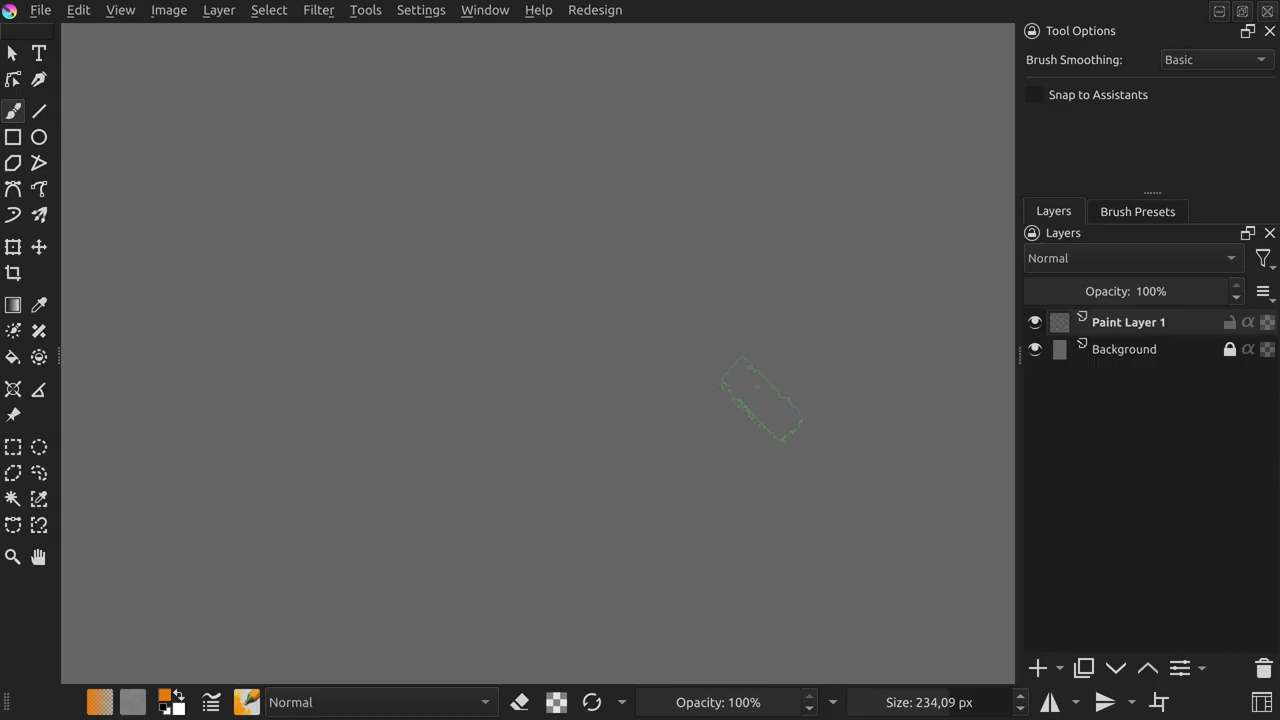 File Edit View Image Layer Select Filter Tools Settings Window Help Redesign
Tool Options
Brush Smoothing: Basic
Snap to Assistants
Layers Brush Presets
Layers
Normal
Opacity: 100%
Paint Layer 1
Background
Normal Opacity: 100% Size: 234,09 px